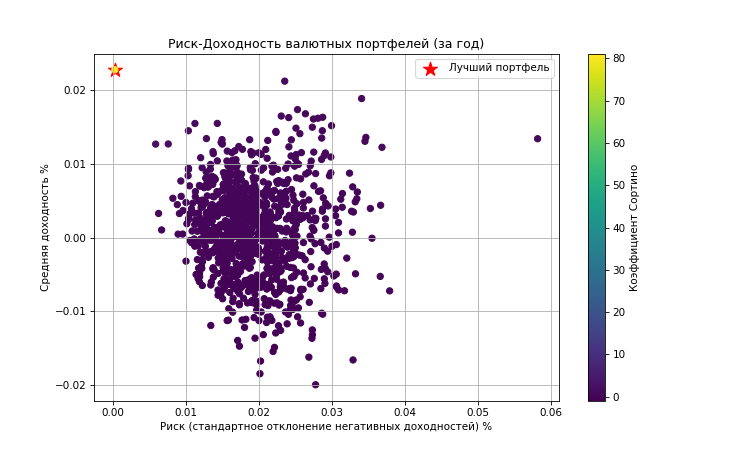 Риск-Доходность валютных портфелей (за год)
Лучший портфель
Средняя доходность %
0.02
0.01
0.00
−0.01
−0.02
0.00 0.01 0.02 0.03 0.04 0.05 0.06
Риск (стандартное отклонение негативных доходностей) %
80
70
60
50
40
30
20
10
0
Коэффициент Сортино